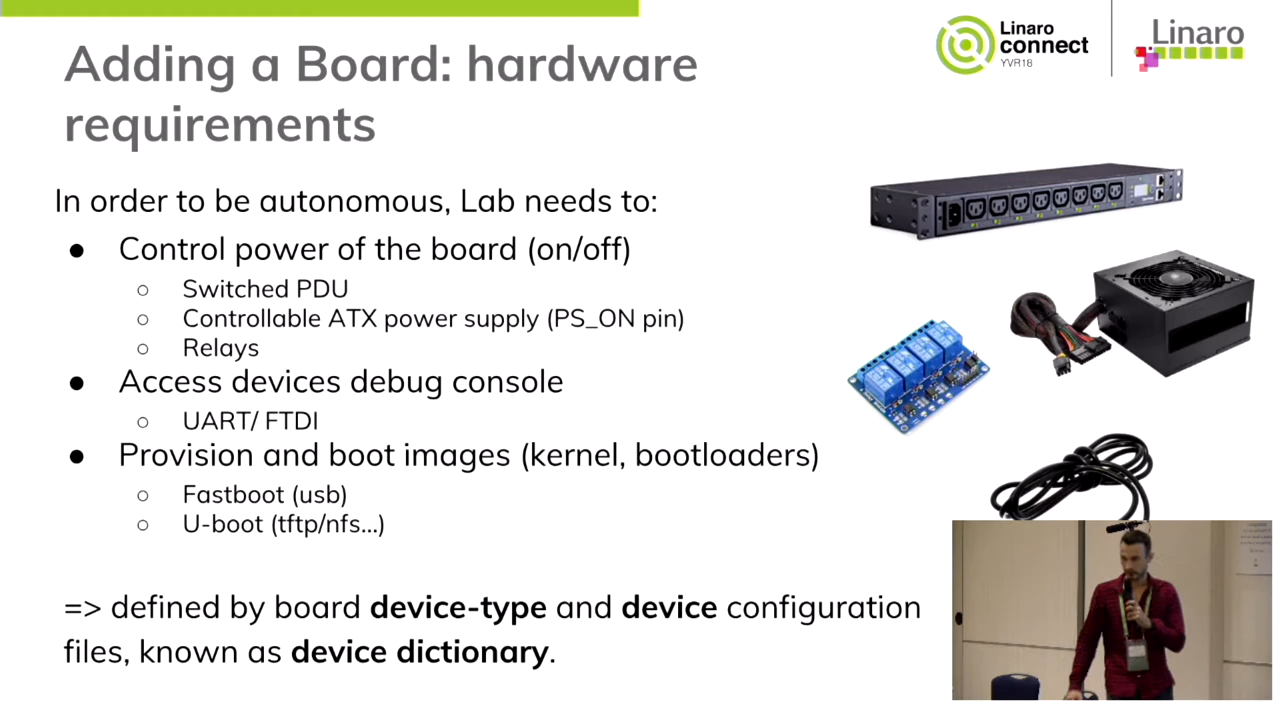 Linaro
connect
YVR18
Linaro
Adding a Board: hardware
requirements
In order to be autonomous, Lab needs to:
● Control power of the board (on/off)
○ Switched PDU
○ Controllable ATX power supply (PS_ON pin)
○ Relays
● Access devices debug console
○ UART/ FTDI
● Provision and boot images (kernel, bootloaders)
○ Fastboot (usb)
○ U-boot (tftp/nfs...)
=> defined by board device-type and device configuration
files, known as device dictionary.